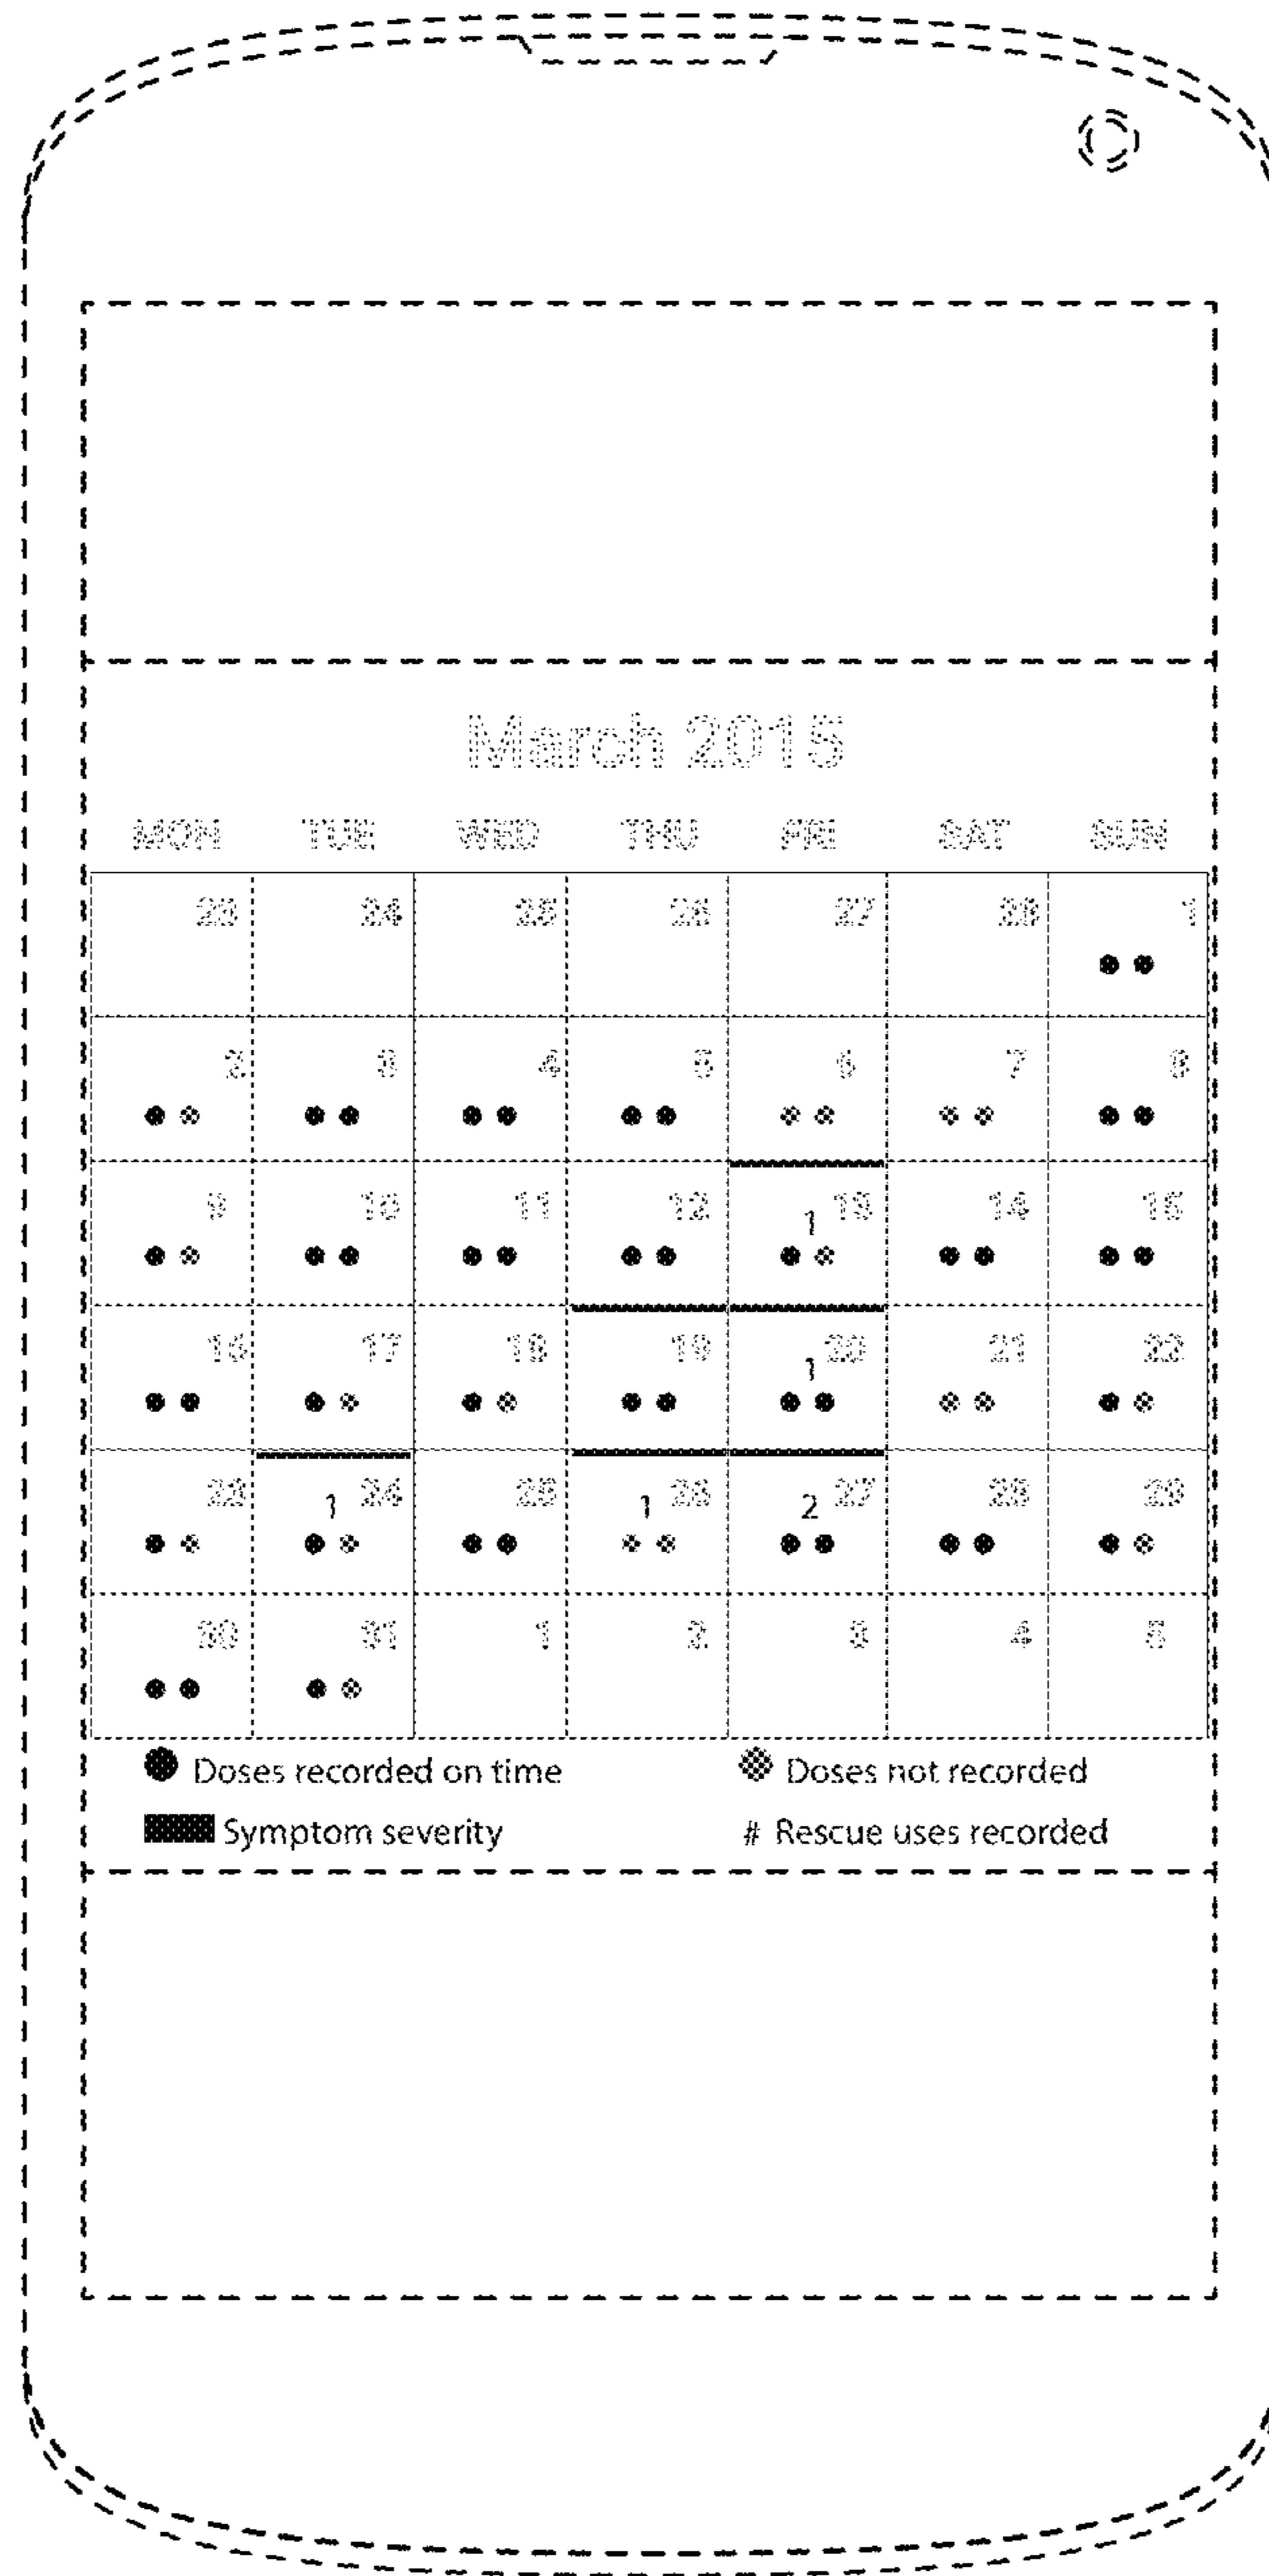 March 2015
MON TUE WED THU FRI SAT SUN
23 24 25 26 27 28 1
2 3 4 5 6 7 8
9 10 11 12 1 13 14 15
16 17 18 19 1 20 21 22
23 1 24 25 1 26 2 27 28 29
30 31 1 2 3 4 5
Doses recorded on time Doses not recorded
Symptom severity # Rescue uses recorded